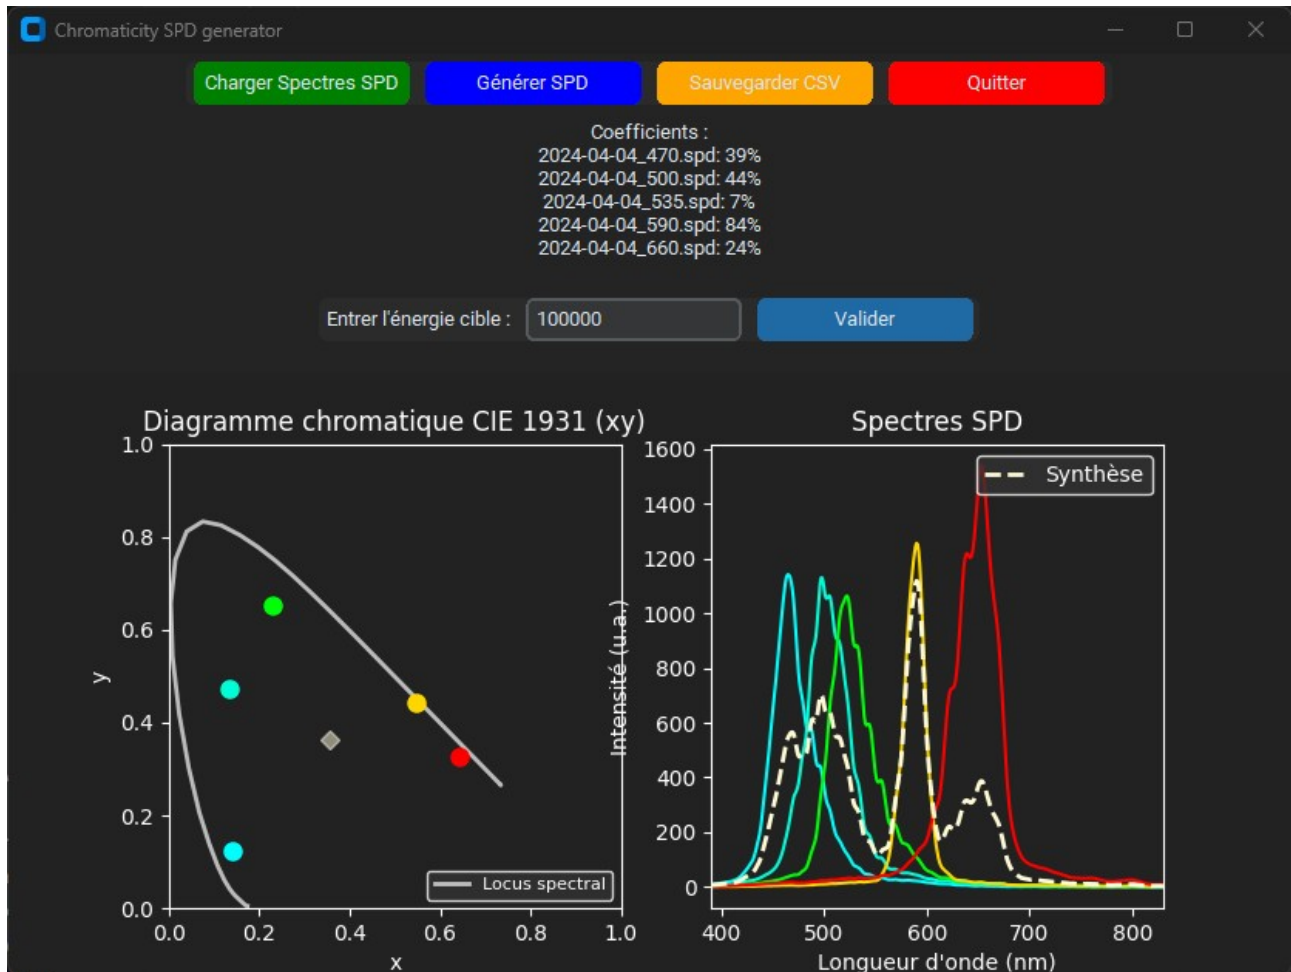 Chromaticity SPD generator
Charger Spectres SPD Générer SPD Sauvegarder CSV Quitter
Coefficients :
2024-04-04_470.spd: 39%
2024-04-04_500.spd: 44%
2024-04-04_535.spd: 7%
2024-04-04_590.spd: 84%
2024-04-04_660.spd: 24%
Entrer l'énergie cible : 100000 Valider
Diagramme chromatique CIE 1931 (xy)
1.0
0.8
0.6
0.4
0.2
0.0
y
Locus spectral
0.0 0.2 0.4 0.6 0.8 1.0
x
Spectres SPD
1600
1400
1200
1000
800
600
400
200
0
Intensité (u.a.)
Synthèse
400 500 600 700 800
Longueur d'onde (nm)